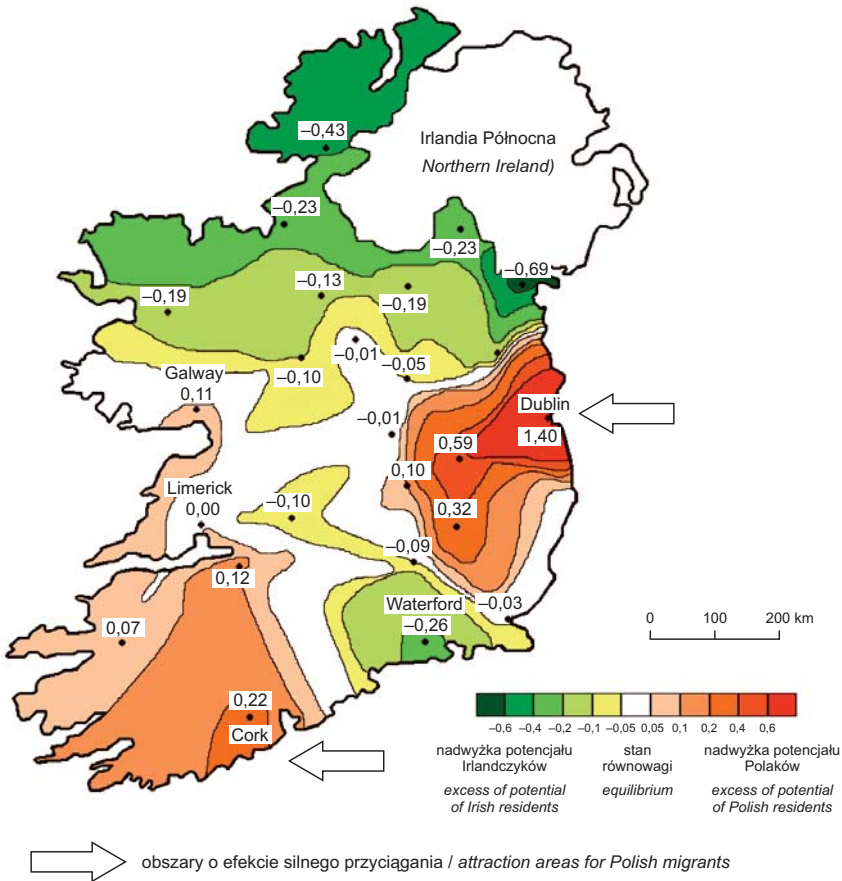 –0,43
Irlandia Północna
Northern Ireland)
–0,23
–0,23
–0,69
–0,13
–0,19
–0,19
–0,01
–0,05
–0,10
Galway
0,11
Dublin
1,40
–0,01
0,59
0,10
Limerick
0,00
–0,10
0,32
–0,09
0,12
Waterford
–0,03
–0,26
0,07
0 100 200 km
0,22
Cork
–0,6 –0,4 –0,2 –0,1 –0,05 0,05 0,1 0,2 0,4 0,6
nadwyżka potencjału
Irlandczyków
excess of potential
of Irish residents
stan
równowagi
equilibrium
nadwyżka potencjału
Polaków
excess of potential
of Polish residents
obszary o efekcie silnego przyciągania / attraction areas for Polish migrants